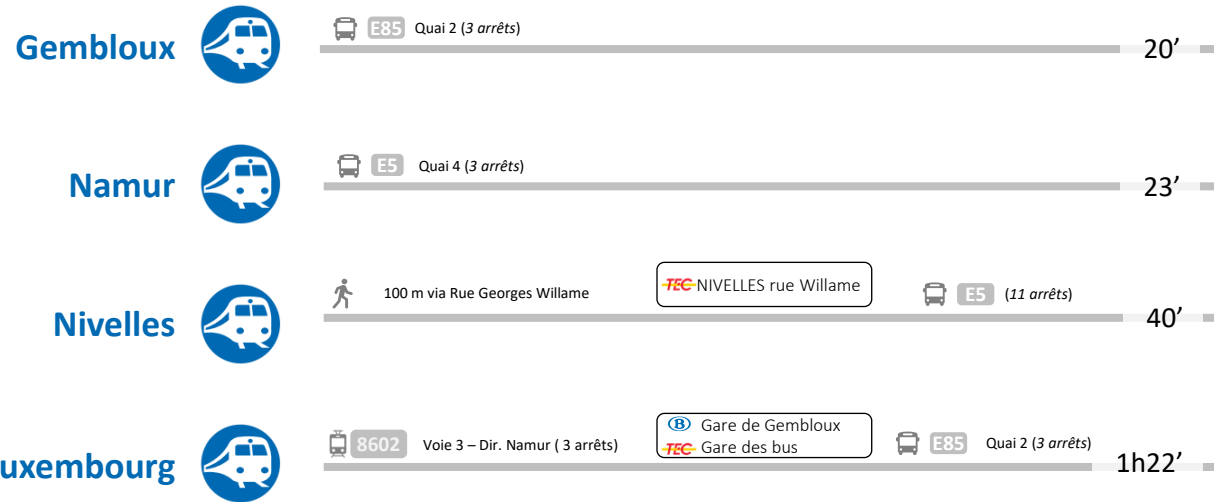 E85 Quai 2 (3 arrêts)
Gembloux
20’
E5 Quai 4 (3 arrêts)
Namur
23’
100 m via Rue Georges Willame
TEC NIVELLES rue Willame
E5 (11 arrêts)
Nivelles
40’
8602 Voie 3 – Dir. Namur ( 3 arrêts)
B Gare de Gembloux
TEC Gare des bus
E85 Quai 2 (3 arrêts)
uxembourg
1h22’